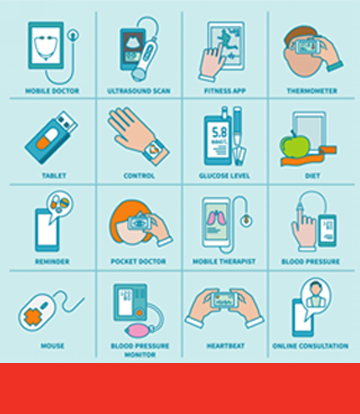 MOBILE DOCTOR
ULTRASOUND SCAN
FITNESS APP
THERMOMETER
5.8
TABLET
CONTROL
GLUCOSE LEVEL
DIET
REMINDER
POCKET DOCTOR
MOBILE THERAPIST
BLOOD PRESSURE
MOUSE
BLOOD PRESSURE
MONITOR
HEARTBEAT
ONLINE CONSULTATION